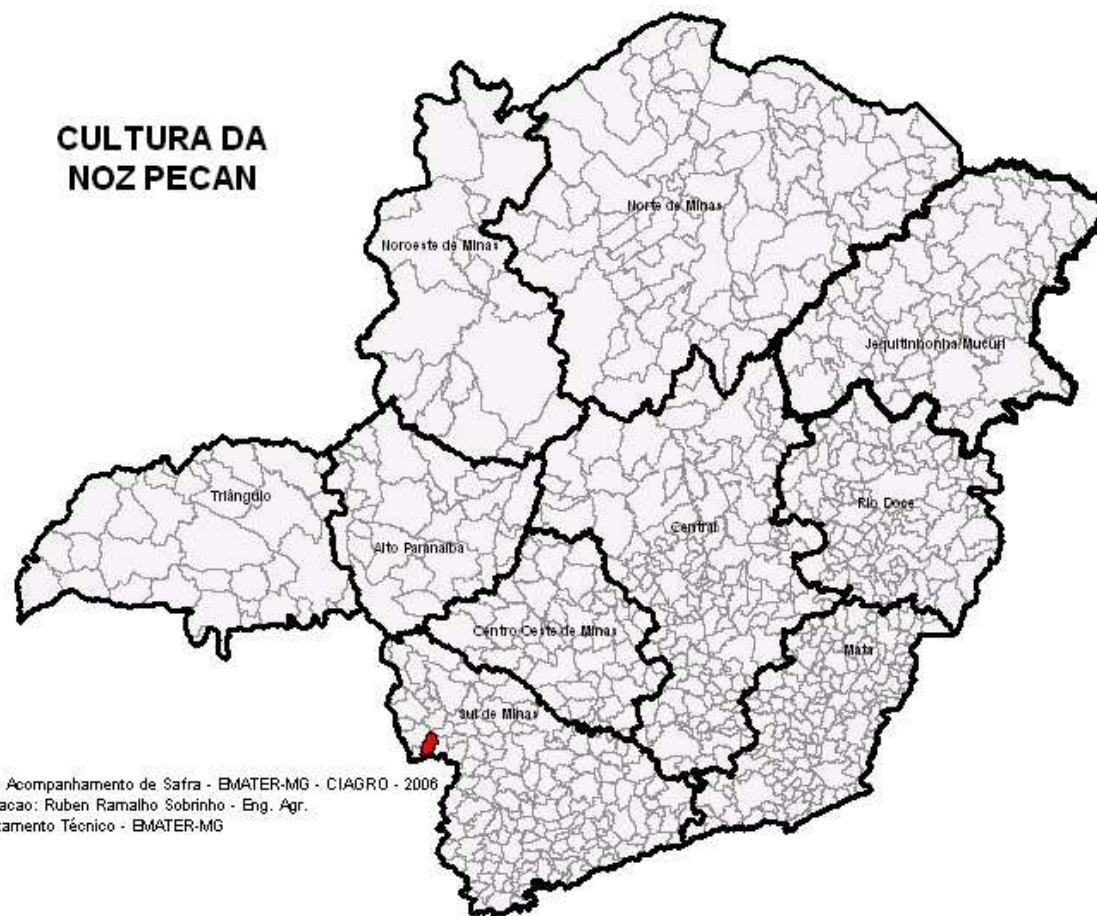 CULTURA DA
NOZ PECAN
Norte de Minas
Noroeste de Minas
Jequitinhonha/Mucuri
Triângulo
Rio Doce
Central
Alto Paranaíba
Centro Oeste de Minas
Mata
Sul de Minas
Acompanhamento de Safra - EMATER-MG - CIAGRO - 2006
acao: Ruben Ramalho Sobrinho - Eng. Agr.
tamento Técnico - EMATER-MG